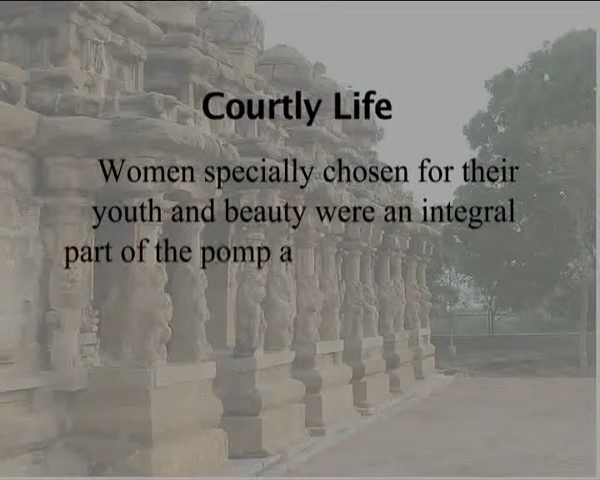 Courtly Life
Women specially chosen for their
youth and beauty were an integral
part of the pomp a